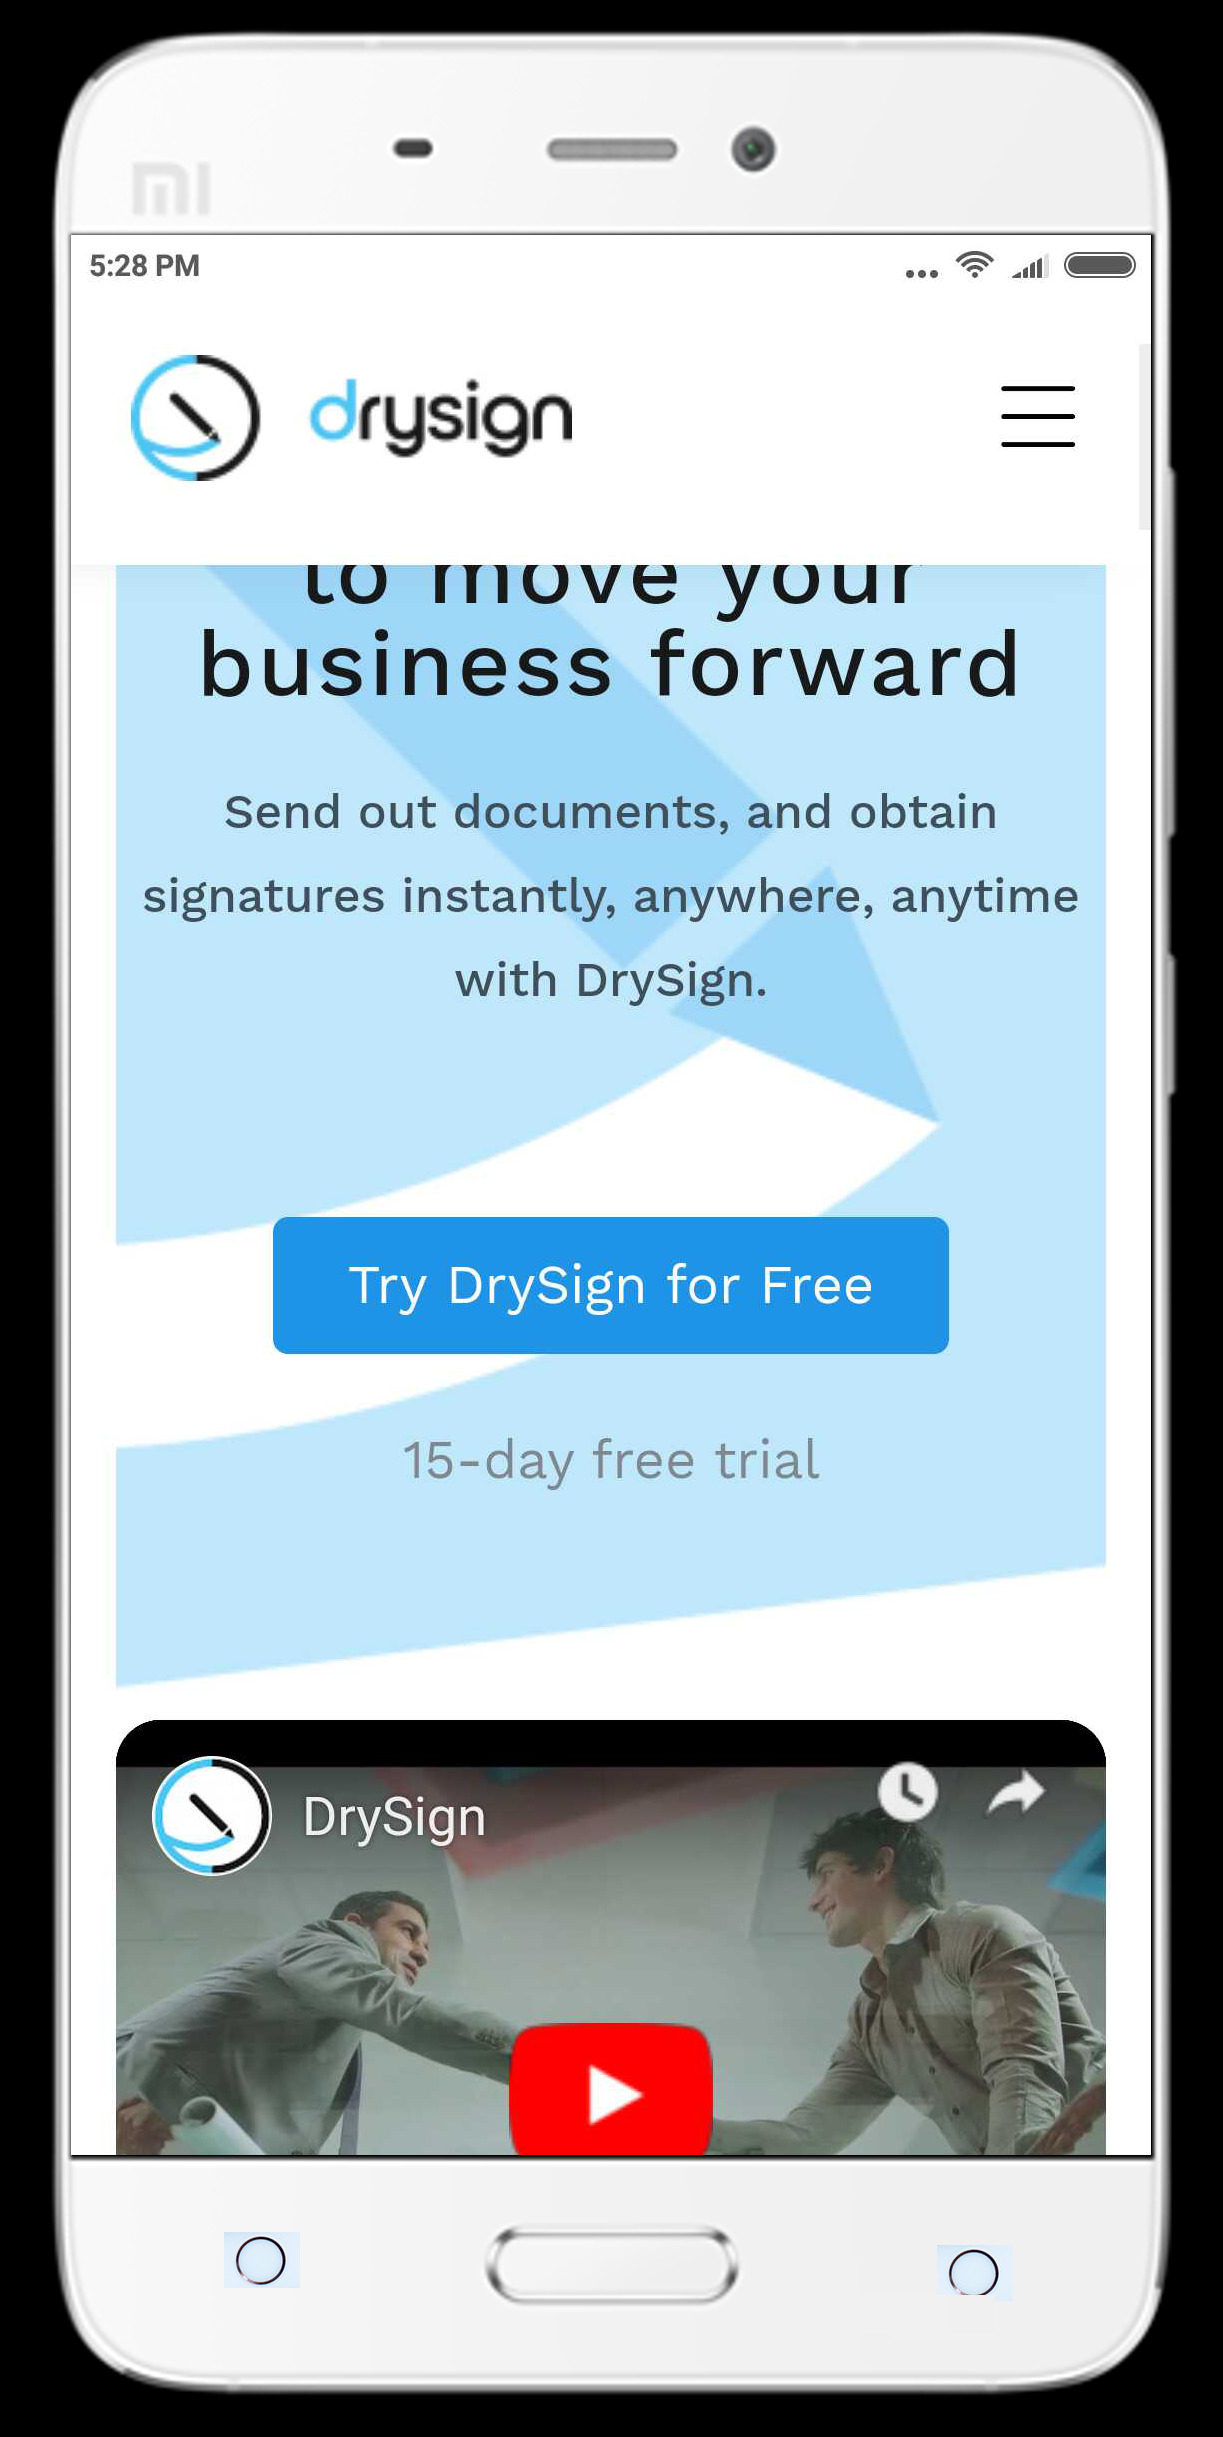 mi
5:28 PM
drysign
to move your
business forward
Send out documents, and obtain
signatures instantly, anywhere, anytime
with DrySign.
Try DrySign for Free
15-day free trial
DrySign